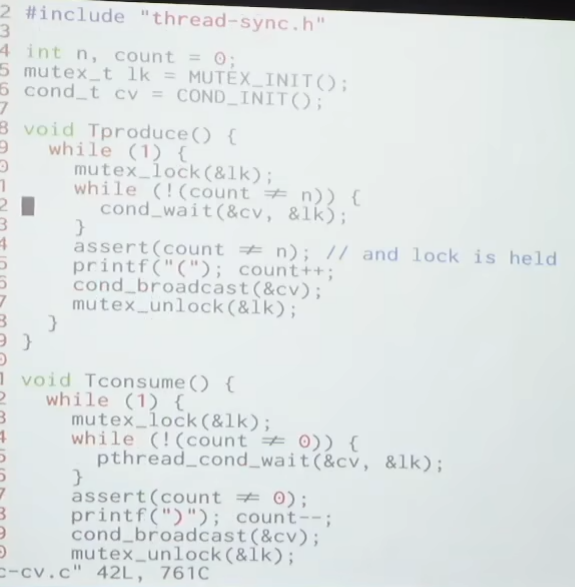 2 #include "thread-sync.h"
3
4 int n, count = 0;
5 mutex_t lk = MUTEX_INIT();
6 cond_t cv = COND_INIT();
7
8 void Tproduce() {
9   while (1) {
0     mutex_lock(&lk);
1     while (!(count ≠ n)) {
2       cond_wait(&cv, &lk);
3     }
4     assert(count ≠ n); // and lock is held
5     printf("("); count++;
6     cond_broadcast(&cv);
7     mutex_unlock(&lk);
8   }
9 }
0
1 void Tconsume() {
2   while (1) {
3     mutex_lock(&lk);
4     while (!(count ≠ 0)) {
5       pthread_cond_wait(&cv, &lk);
6     }
7     assert(count ≠ 0);
8     printf(")"); count--;
9     cond_broadcast(&cv);
0     mutex_unlock(&lk);
c-cv.c" 42L, 761C